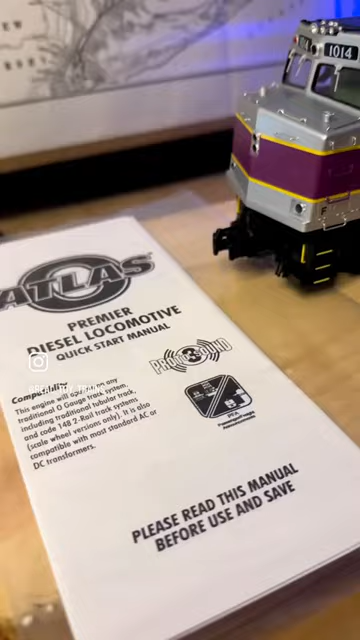 1014
ATLAS
PREMIER
DIESEL LOCOMOTIVE
QUICK START MANUAL
This engine will on any
traditional O Gauge track system,
including traditional tubular track,
and code 148 2-Rail track systems
(scale wheel versions only). It is also
compatible with most standard AC or
DC transformers.
PLEASE READ THIS MANUAL
BEFORE USE AND SAVE